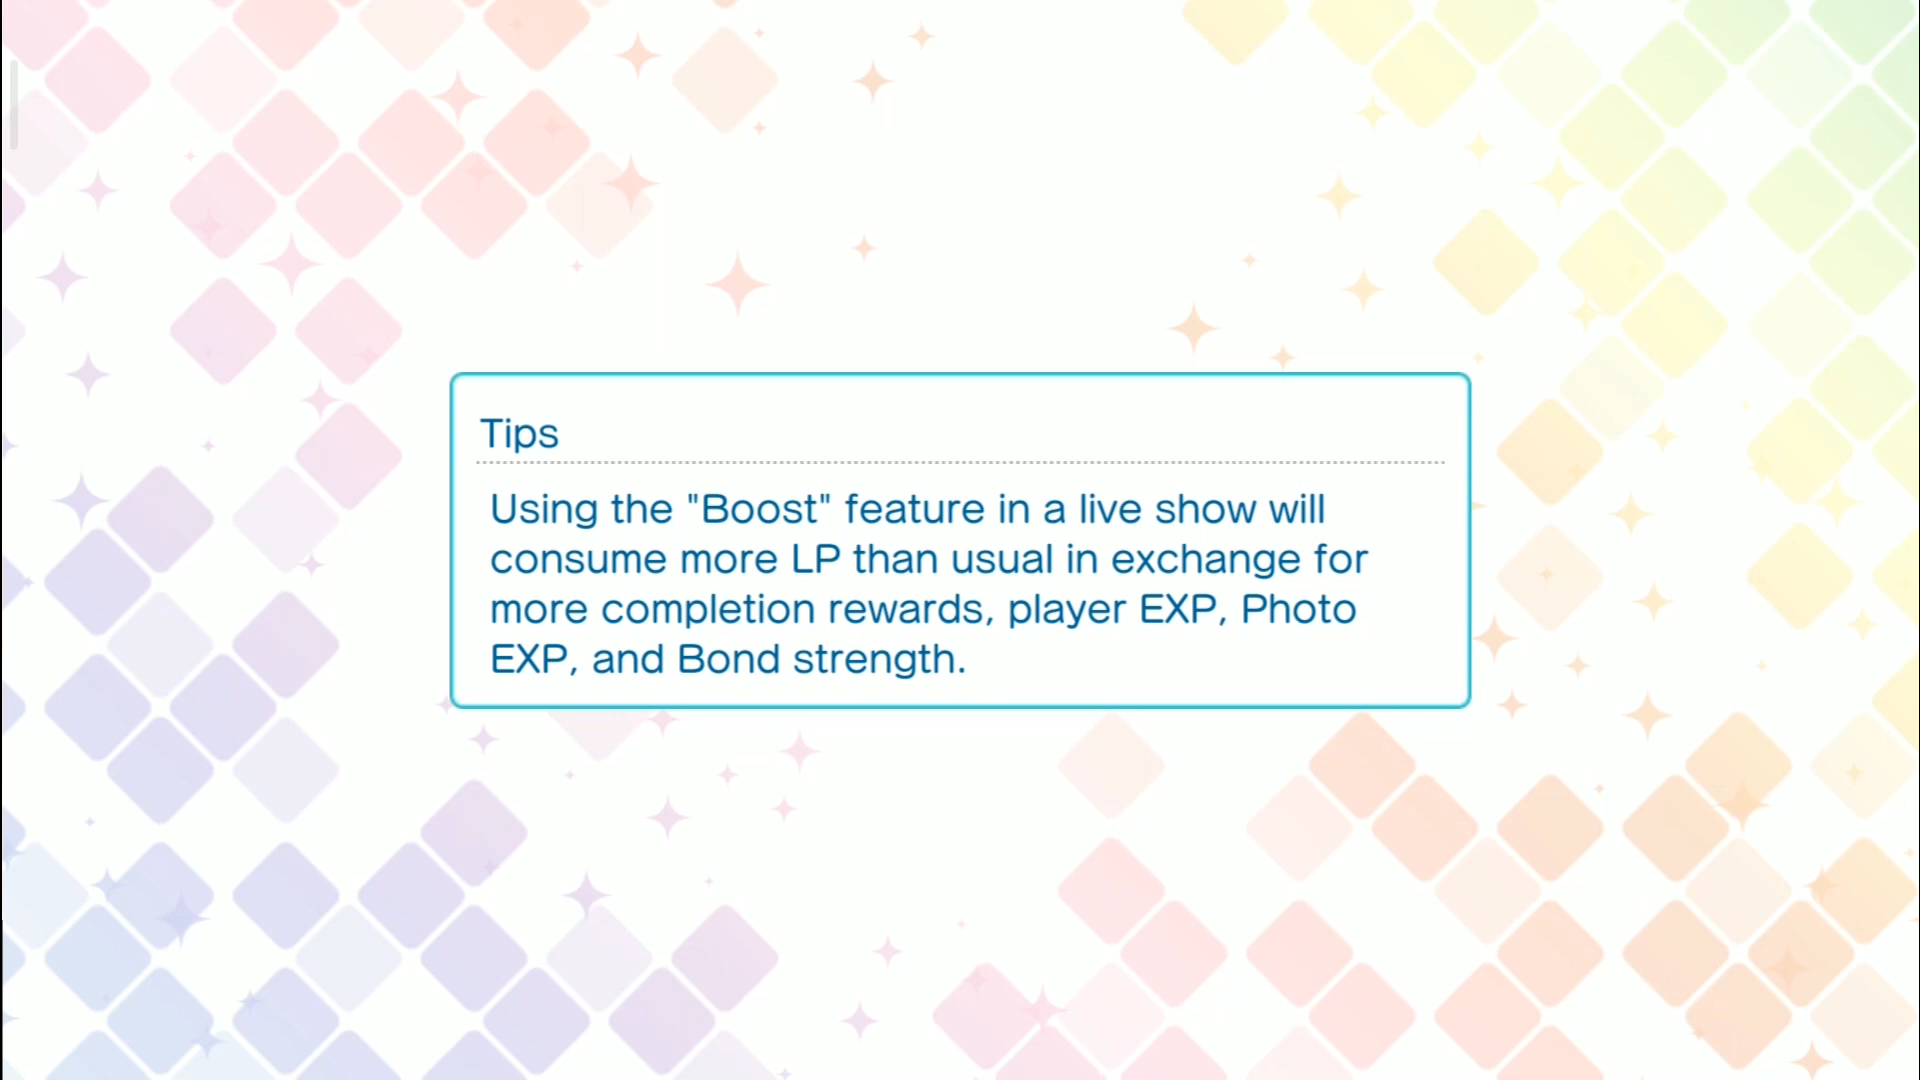 Tips
Using the "Boost" feature in a live show will
consume more LP than usual in exchange for
more completion rewards, player EXP, Photo
EXP, and Bond strength.